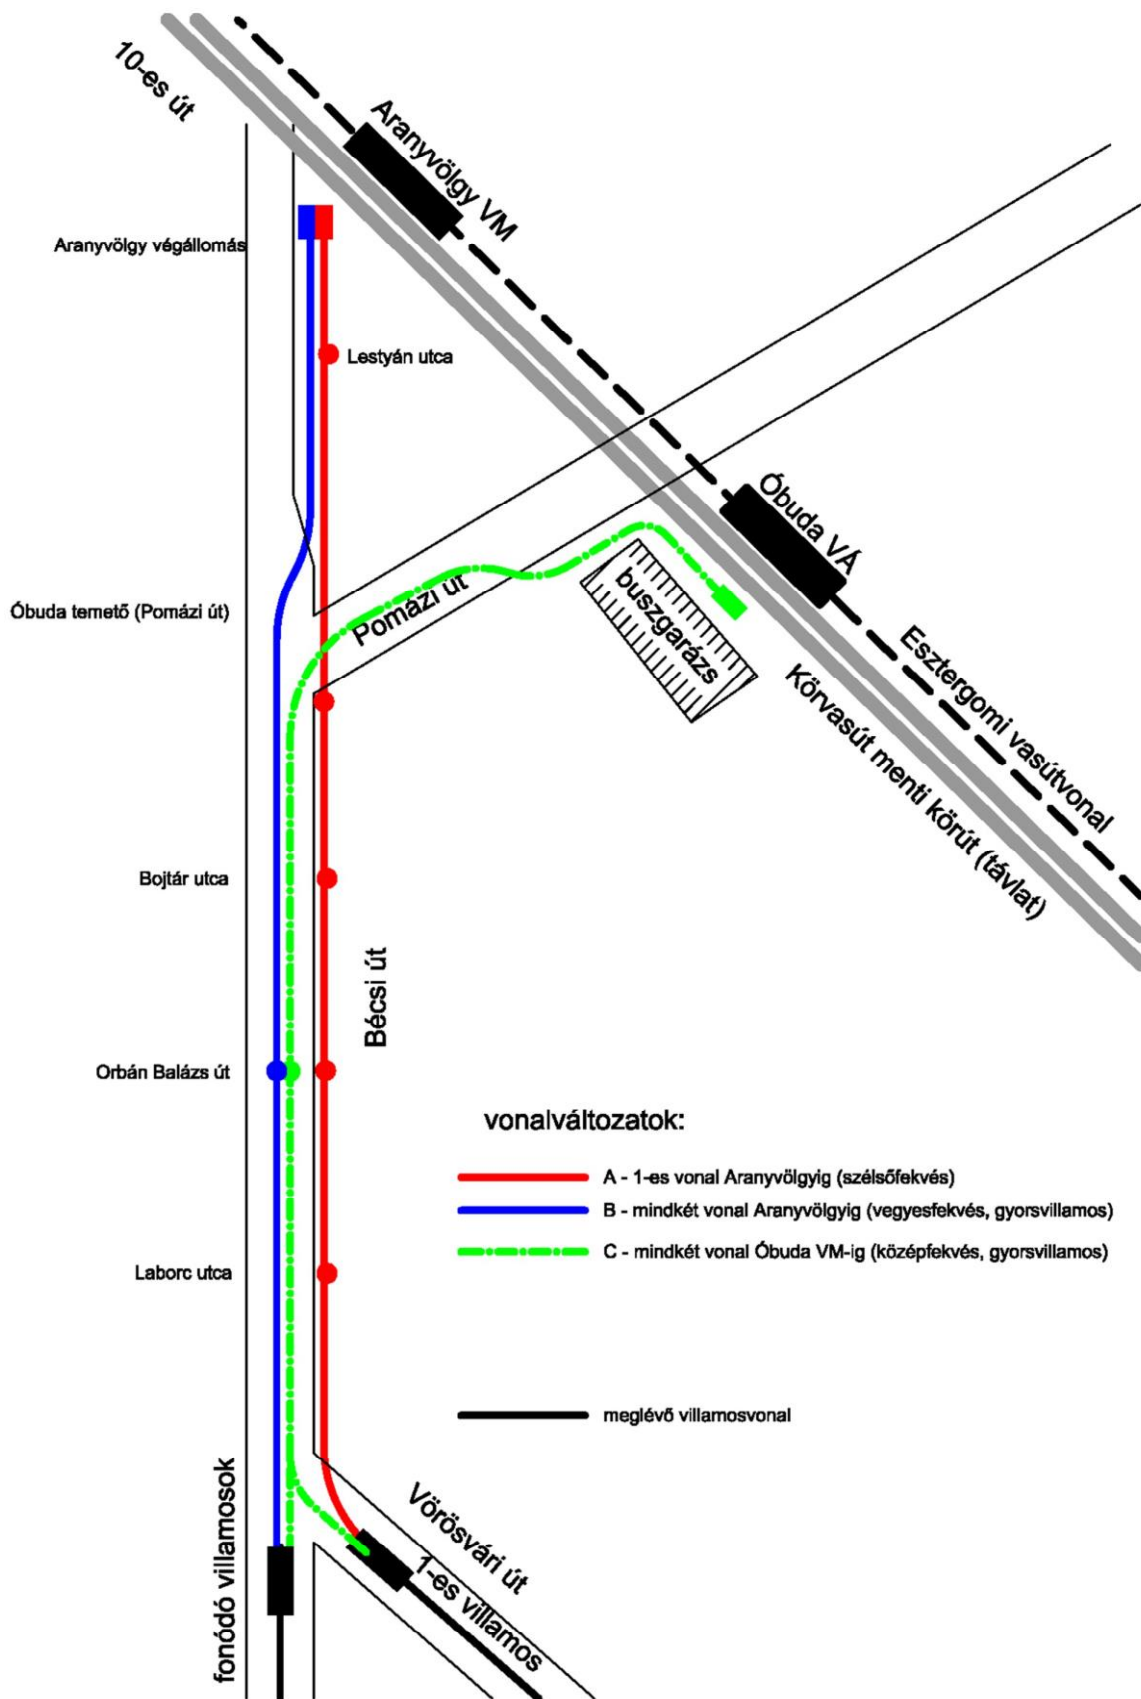 10-es út
Aranyvölgy VM
Aranyvölgy végállomás
Lestyán utca
Óbuda VÁ
Óbuda temető (Pomázi út)
Pomázi út
buszgarázs
Esztergomi vasútvonal
Körvasút menti körút (távlat)
Bojtár utca
Bécsi út
Orbán Balázs út
vonalváltozatok:
A - 1-es vonal Aranyvölgyig (szélsőfekvés)
B - mindkét vonal Aranyvölgyig (vegyesfekvés, gyorsvillamos)
C - mindkét vonal Óbuda VM-ig (középfekvés, gyorsvillamos)
Laborc utca
meglévő villamosvonal
fonódó villamosok
Vörösvári út
1-es villamos